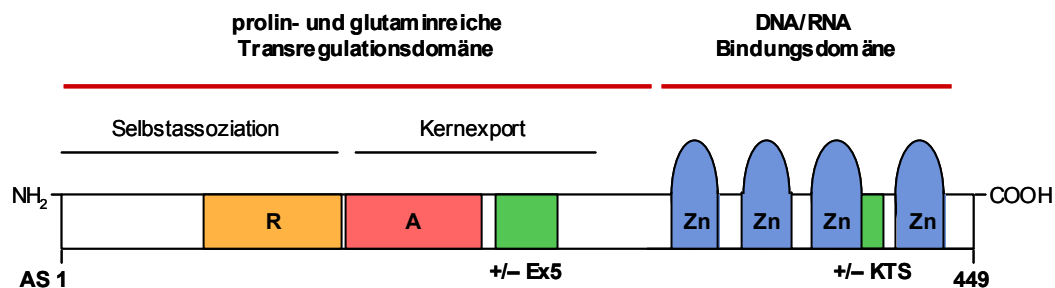 prolin- und glutaminreiche
Transregulationsdomäne
DNA/RNA
Bindungsdomäne
Selbstassoziation
Kernexport
NH2
COOH
R
A
Zn
Zn
Zn
Zn
AS 1
+/– Ex5
+/– KTS
449